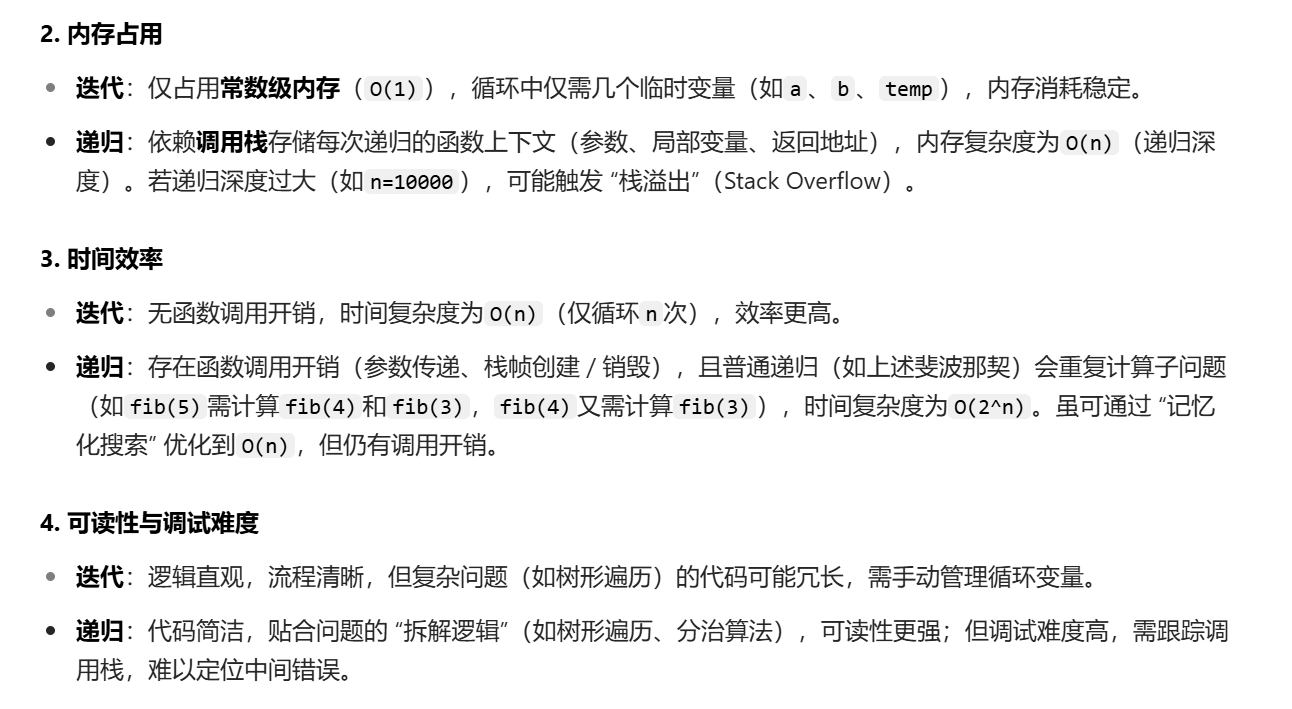 2. 内存占用
迭代：仅占用常数级内存（O(1)），循环中仅需几个临时变量（如 a、b、temp），内存消耗稳定。
递归：依赖调用栈存储每次递归的函数上下文（参数、局部变量、返回地址），内存复杂度为 O(n)（递归深
度）。若递归深度过大（如 n=10000），可能触发 “栈溢出”（Stack Overflow）。
3. 时间效率
迭代：无函数调用开销，时间复杂度为 O(n)（仅循环 n 次），效率更高。
递归：存在函数调用开销（参数传递、栈帧创建 / 销毁），且普通递归（如上述斐波那契）会重复计算子问题
（如 fib(5) 需计算 fib(4) 和 fib(3)，fib(4) 又需计算 fib(3)），时间复杂度为 O(2^n)。虽可通过 “记忆
化搜索” 优化到 O(n)，但仍有调用开销。
4. 可读性与调试难度
迭代：逻辑直观，流程清晰，但复杂问题（如树形遍历）的代码可能冗长，需手动管理循环变量。
递归：代码简洁，贴合问题的 “拆解逻辑”（如树形遍历、分治算法），可读性更强；但调试难度高，需跟踪调
用栈，难以定位中间错误。